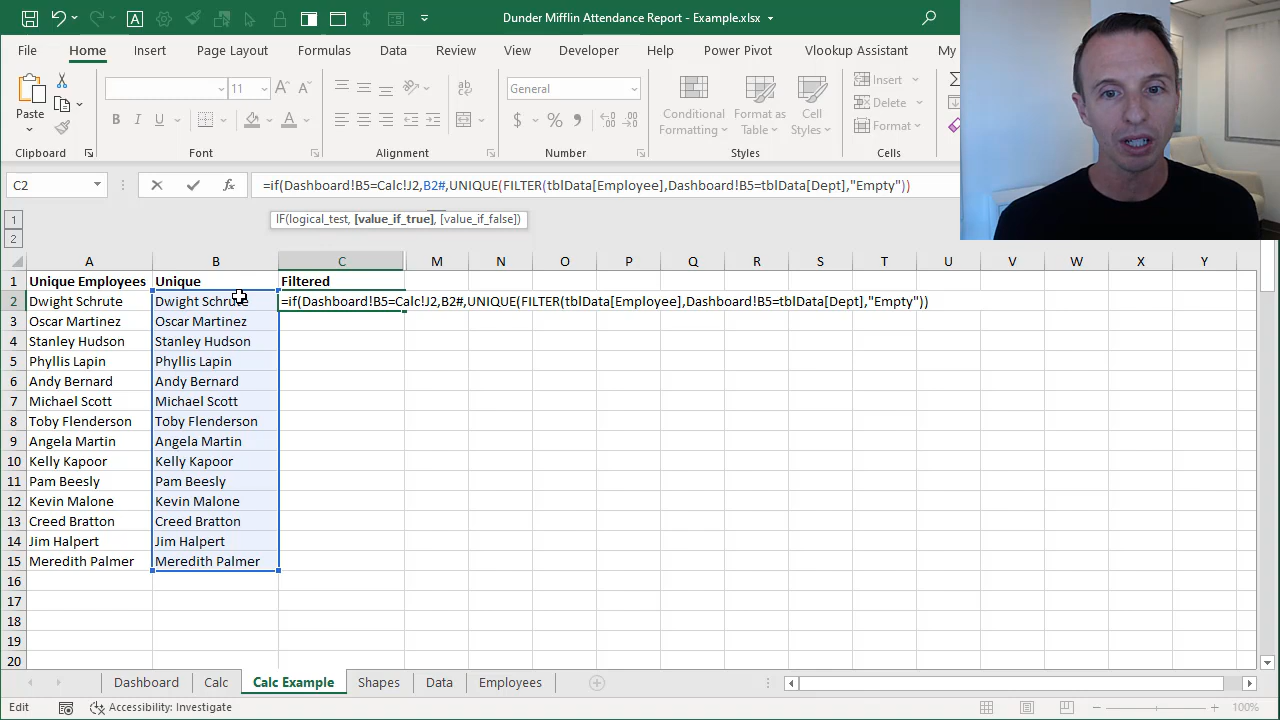 Dunder Mifflin Attendance Report - Example.xlsx
File Home Insert Page Layout Formulas Data Review View Developer Help Power Pivot Vlookup Assistant My
Paste
Clipboard
11
B I U A
Font
Alignment
General
$ % 9
Number
Conditional Formatting
Format as Table
Cell Styles
Styles
Insert
Delete
Format
Cells
C2
fx
=if(Dashboard!B5=Calc!J2,B2#,UNIQUE(FILTER(tblData[Employee],Dashboard!B5=tblData[Dept],"Empty"))
IF(logical_test, [value_if_true], [value_if_false])
1
2
A B C M N O P Q R S T U V W X Y
1 Unique Employees Unique Filtered
2 Dwight Schrute Dwight Schrute =if(Dashboard!B5=Calc!J2,B2#,UNIQUE(FILTER(tblData[Employee],Dashboard!B5=tblData[Dept],"Empty"))
3 Oscar Martinez Oscar Martinez
4 Stanley Hudson Stanley Hudson
5 Phyllis Lapin Phyllis Lapin
6 Andy Bernard Andy Bernard
7 Michael Scott Michael Scott
8 Toby Flenderson Toby Flenderson
9 Angela Martin Angela Martin
10 Kelly Kapoor Kelly Kapoor
11 Pam Beesly Pam Beesly
12 Kevin Malone Kevin Malone
13 Creed Bratton Creed Bratton
14 Jim Halpert Jim Halpert
15 Meredith Palmer Meredith Palmer
16
17
18
19
20
Dashboard Calc Calc Example Shapes Data Employees
Edit Accessibility: Investigate 100%